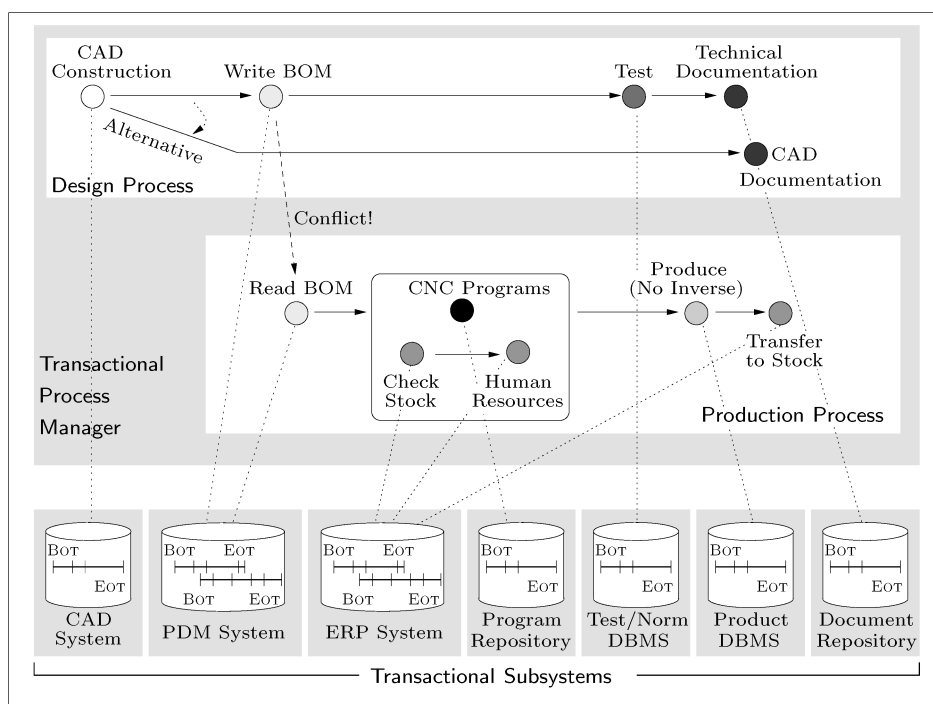 CAD
Construction
Write BOM
Test
Technical
Documentation
Alternative
CAD
Documentation
Design Process
Conflict!
Read BOM
CNC Programs
Produce
(No Inverse)
Check
Stock
Human
Resources
Transfer
to Stock
Transactional
Process
Manager
Production Process
BOT
EOT
CAD
System
BOT EOT
BOT EOT
PDM System
BOT EOT
BOT EOT
ERP System
BOT
EOT
Program
Repository
BOT
EOT
Test/Norm
DBMS
BOT
EOT
Product
DBMS
BOT
EOT
Document
Repository
Transactional Subsystems